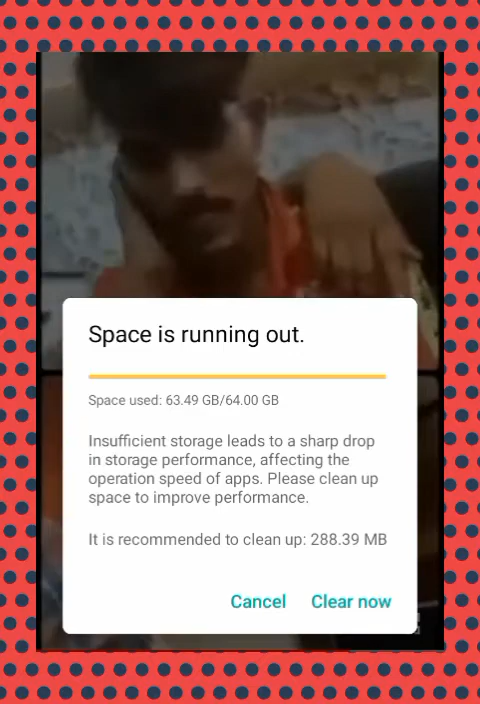 Space is running out.
Space used: 63.49 GB/64.00 GB
Insufficient storage leads to a sharp drop
in storage performance, affecting the
operation speed of apps. Please clean up
space to improve performance.
It is recommended to clean up: 288.39 MB
Cancel Clear now